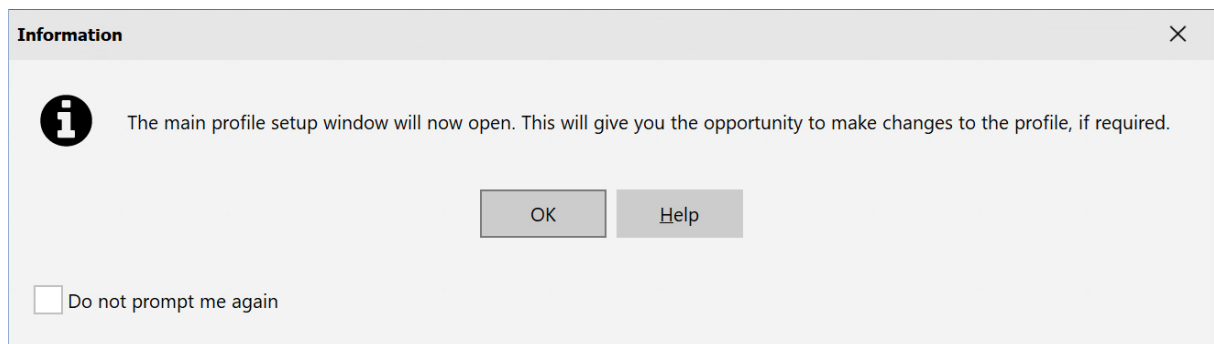 Information
The main profile setup window will now open. This will give you the opportunity to make changes to the profile, if required.
OK Help
Do not prompt me again